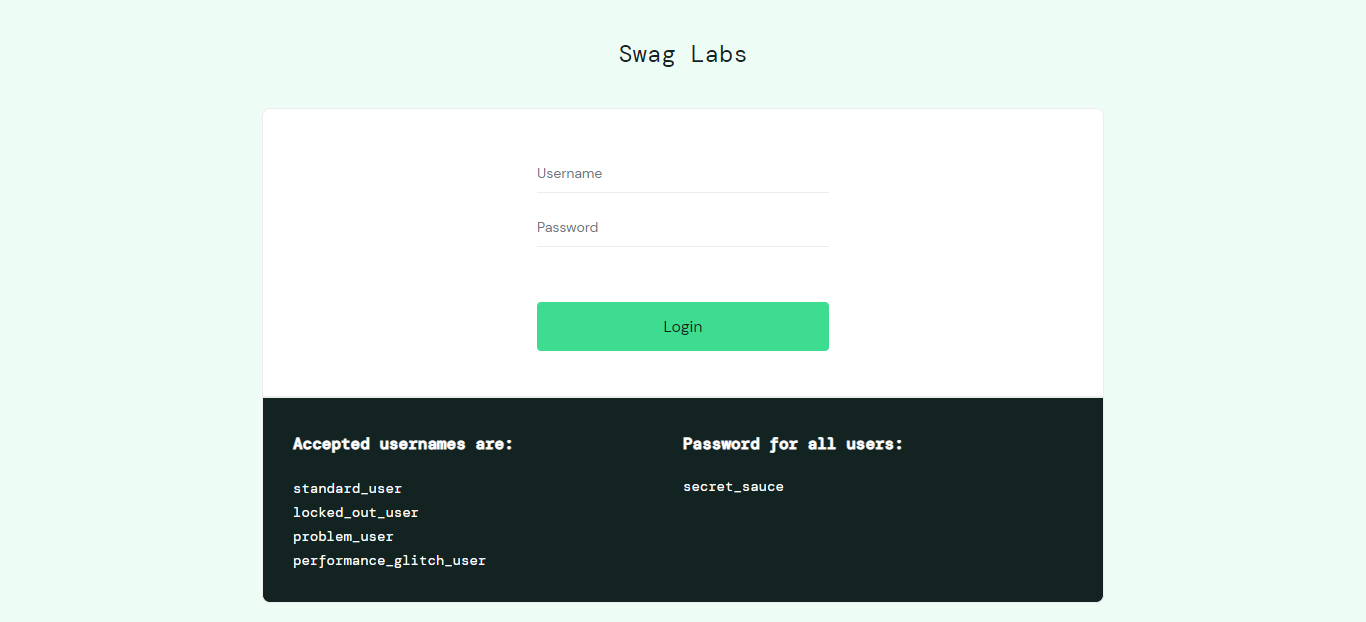 Swag Labs
Username
Password
Login
Accepted usernames are:
standard_user
locked_out_user
problem_user
performance_glitch_user
Password for all users:
secret_sauce